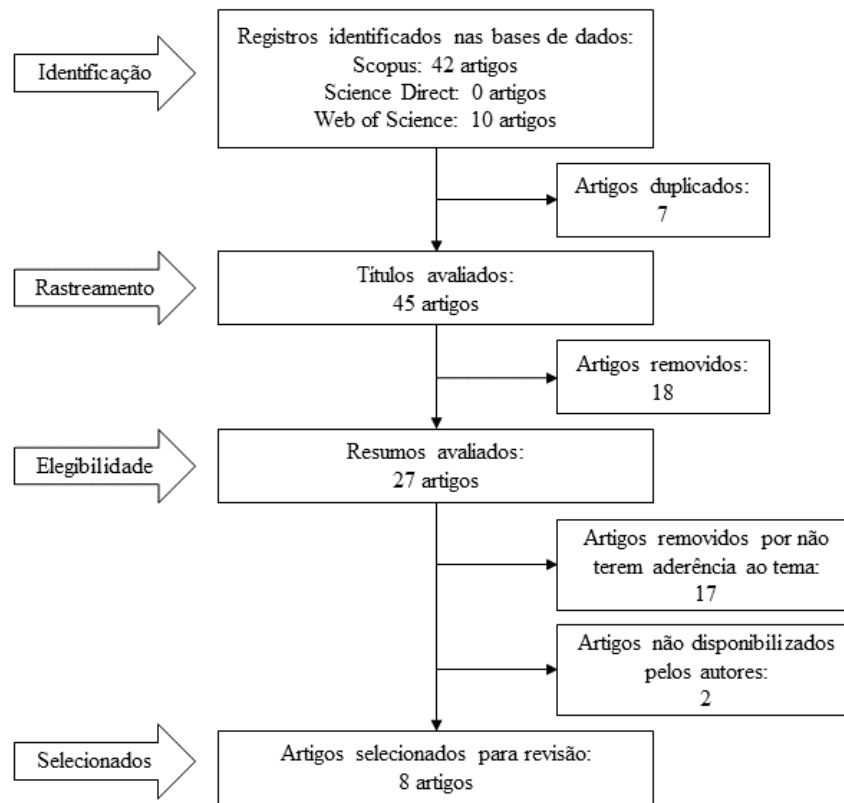 Identificação
Registros identificados nas bases de dados:
Scopus: 42 artigos
Science Direct: 0 artigos
Web of Science: 10 artigos
Artigos duplicados:
7
Rastreamento
Títulos avaliados:
45 artigos
Artigos removidos:
18
Elegibilidade
Resumos avaliados:
27 artigos
Artigos removidos por não
terem aderência ao tema:
17
Artigos não disponibilizados
pelos autores:
2
Selecionados
Artigos selecionados para revisão:
8 artigos